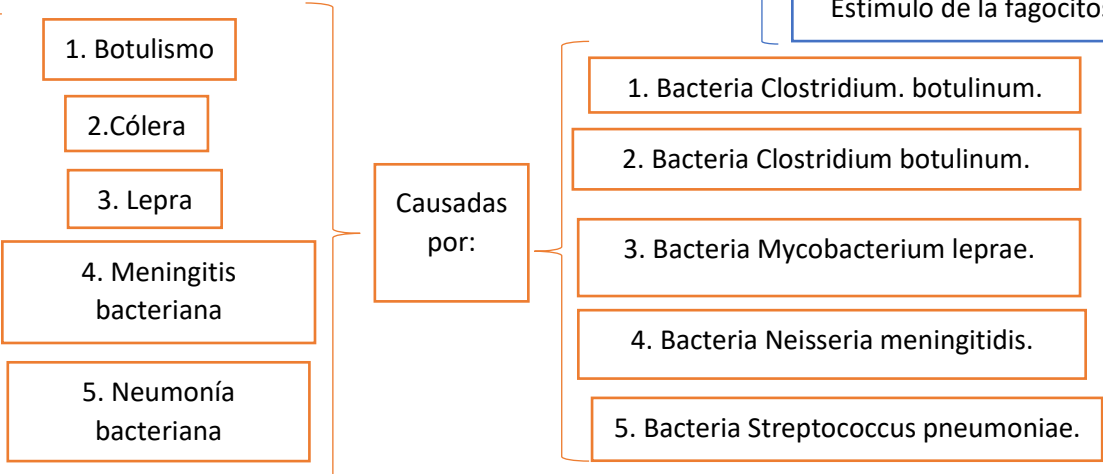 Estímulo de la
1. Botulismo
2.Cólera
3. Lepra
4. Meningitis
bacteriana
5. Neumonía
bacteriana
Causadas
por:
1. Bacteria Clostridium. botulinum.
2. Bacteria Clostridium botulinum.
3. Bacteria Mycobacterium leprae.
4. Bacteria Neisseria meningitidis.
5. Bacteria Streptococcus pneumoniae.